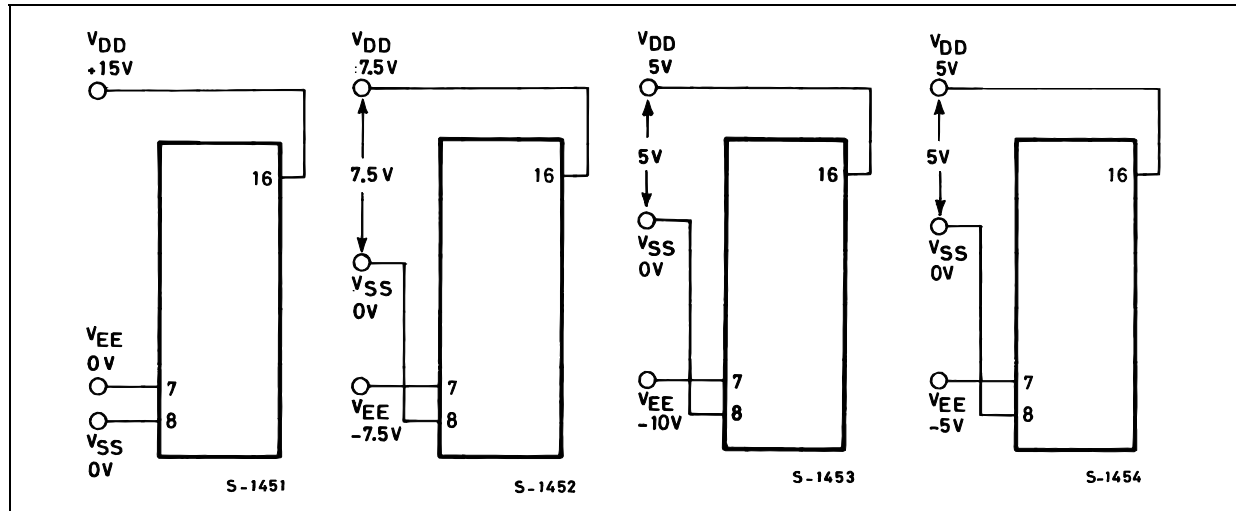 VDD
+15V
16
VEE
0V
7
8
VSS
0V
S-1451
VDD
:7.5V
7.5V
16
VSS
0V
7
8
VEE
-7.5V
S-1452
VDD
5V
5V
16
VSS
0V
7
8
VEE
-10V
S-1453
VDD
5V
5V
16
VSS
0V
7
8
VEE
-5V
S-1454